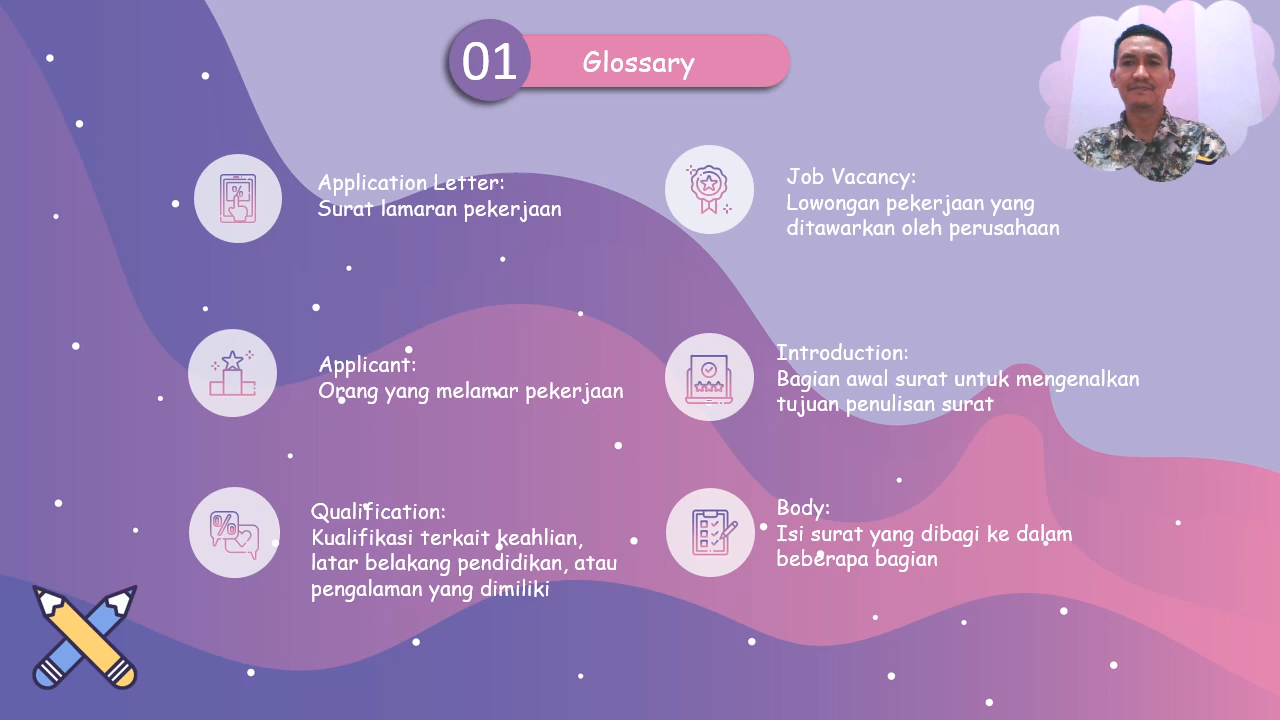 01
Glossary
Application Letter:
Surat lamaran pekerjaan
Job Vacancy:
Lowongan pekerjaan yang
ditawarkan oleh perusahaan
Applicant:
Orang yang melamar pekerjaan
Introduction:
Bagian awal surat untuk mengenalkan
tujuan penulisan surat
Qualification:
Kualifikasi terkait keahlian,
latar belakang pendidikan, atau
pengalaman yang dimiliki
Body:
Isi surat yang dibagi ke dalam
beberapa bagian